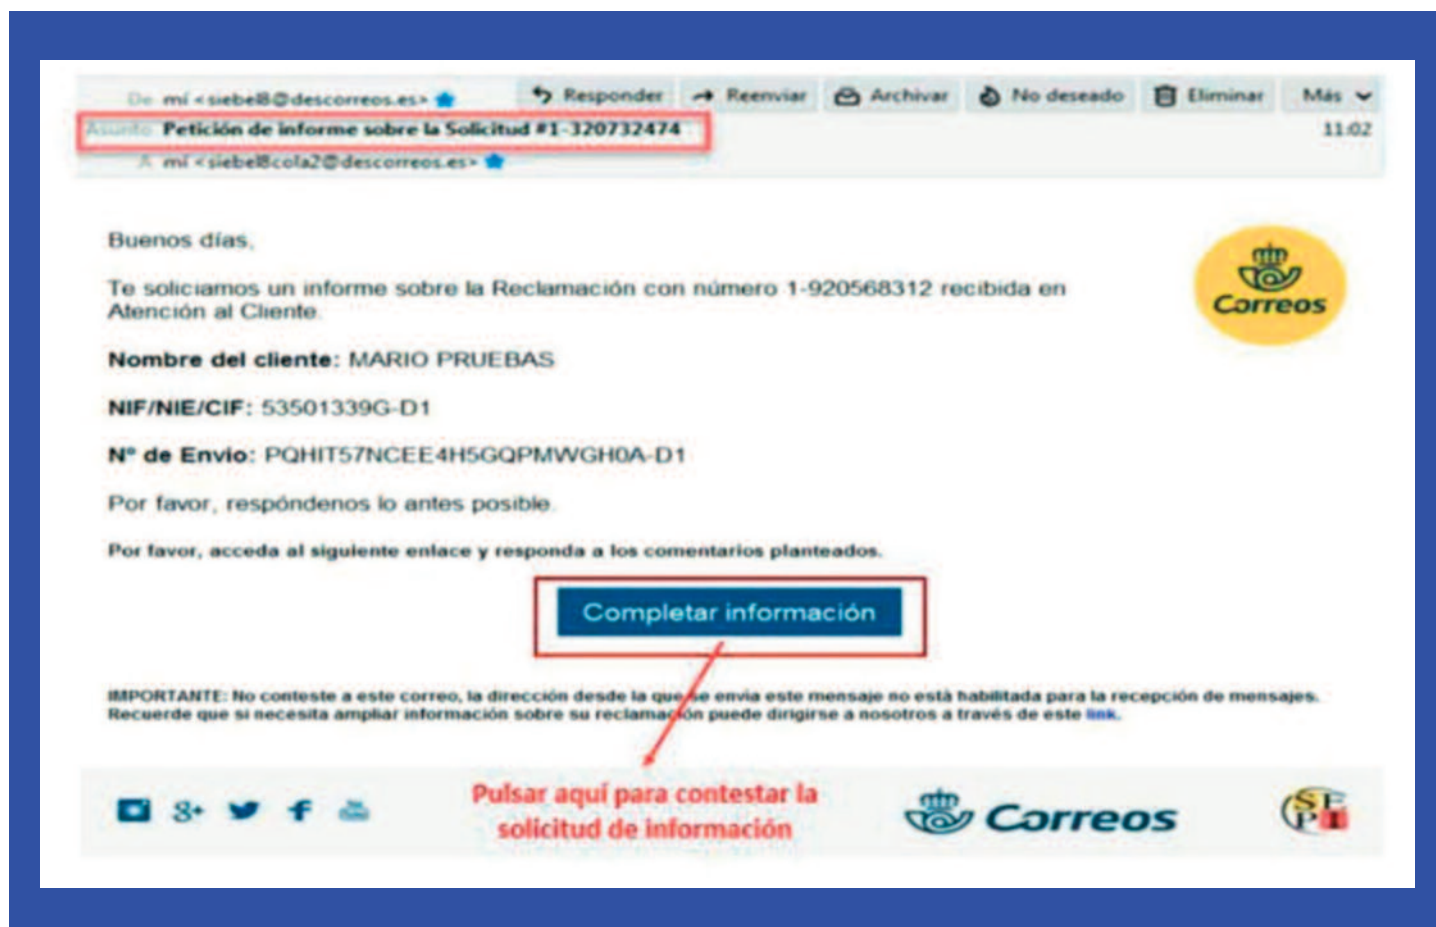 De mí <siebel8@descorreos.es> Responder Reenviar Archivar No deseado Eliminar Más
Asunto Petición de informe sobre la Solicitud #1-320732474 11:02
A mí <siebel8cola2@descorreos.es>
Buenos días,
Te soliciamos un informe sobre la Reclamación con número 1-920568312 recibida en
Atención al Cliente.
Correos
Nombre del cliente: MARIO PRUEBAS
NIF/NIE/CIF: 53501339G-D1
Nº de Envio: PQHIT57NCEE4H5GQPMWGH0A-D1
Por favor, respóndenos lo antes posible.
Por favor, acceda al siguiente enlace y responda a los comentarios planteados.
Completar información
IMPORTANTE: No conteste a este correo, la dirección desde la que se envia este mensaje no está habilitada para la recepción de mensajes.
Recuerde que si necesita ampliar información sobre su reclamación puede dirigirse a nosotros a través de este link.
Pulsar aquí para contestar la
solicitud de información
8+ f
Correos
SEPI